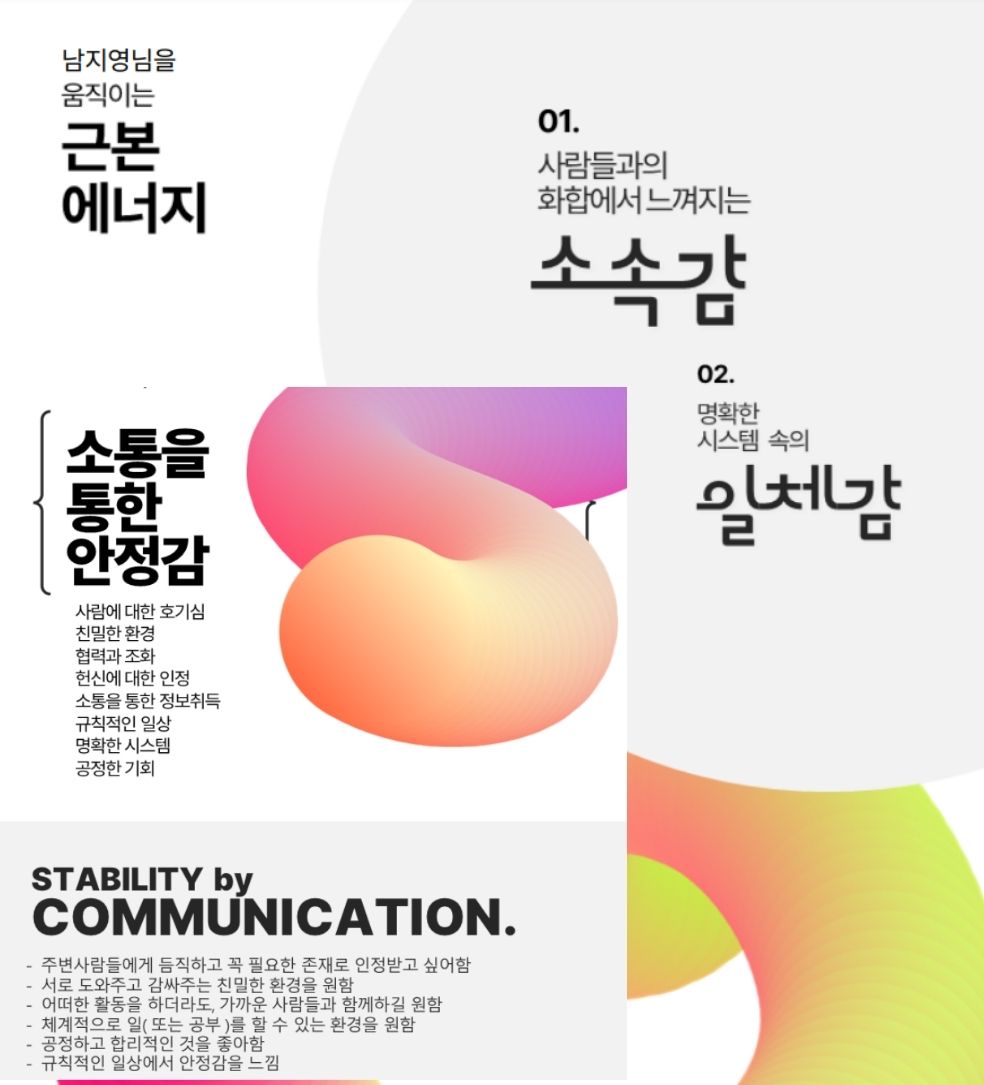 남지영님을
움직이는
근본
에너지
01.
사람들과의
화합에서 느껴지는
소속감
02.
명확한
시스템 속의
일체감
소통을
통한
안정감
사람에 대한 호기심
친밀한 환경
협력과 조화
헌신에 대한 인정
소통을 통한 정보취득
규칙적인 일상
명확한 시스템
공정한 기회
STABILITY by
COMMUNICATION.
- 주변사람들에게 듬직하고 꼭 필요한 존재로 인정받고 싶어함
- 서로 도와주고 감싸주는 친밀한 환경을 원함
- 어떠한 활동을 하더라도, 가까운 사람들과 함께하길 원함
- 체계적으로 일( 또는 공부 )를 할 수 있는 환경을 원함
- 공정하고 합리적인 것을 좋아함
- 규칙적인 일상에서 안정감을 느낌